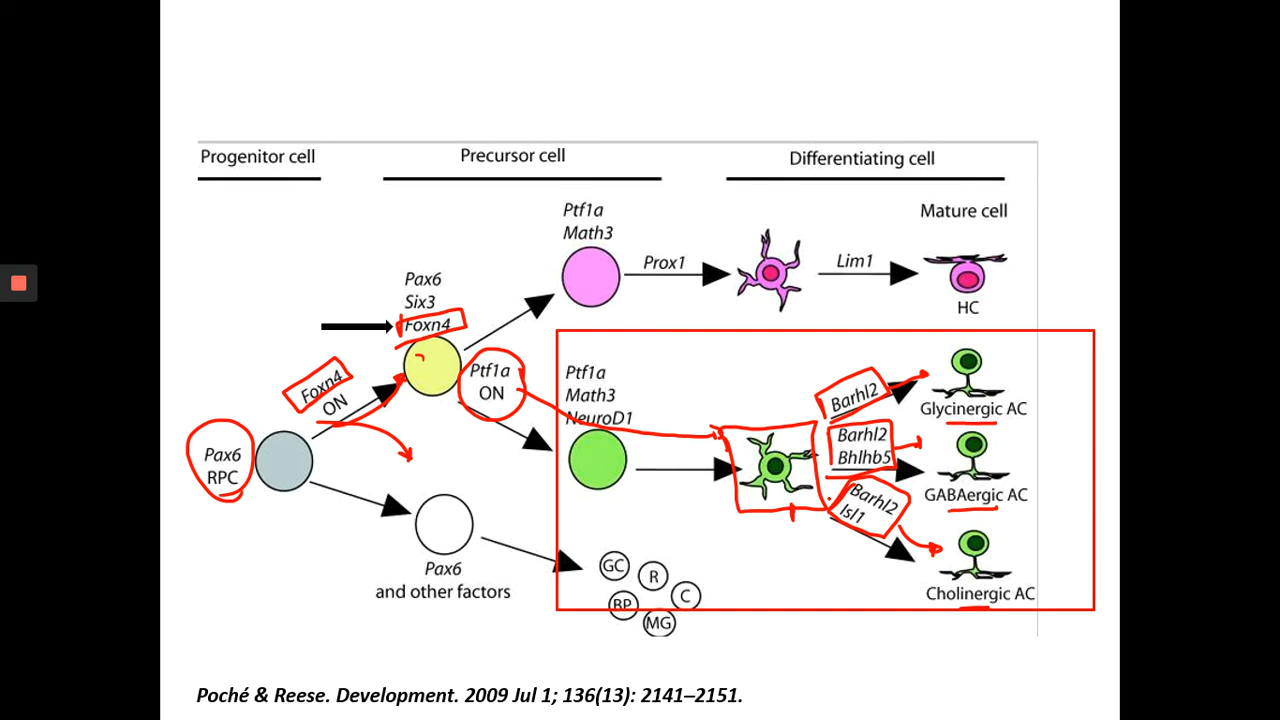 Progenitor cell
Precursor cell
Differentiating cell
Mature cell
Ptf1a
Math3
Prox1
Lim1
HC
Pax6
Six3
Foxn4
Foxn4
ON
Ptf1a
ON
Pax6
RPC
Ptf1a
Math3
NeuroD1
Barhl2
Glycinergic AC
Barhl2
Bhlhb5
GABAergic AC
Barhl2
Isl1
Cholinergic AC
Pax6
and other factors
GC
R
C
BP
MG
Poché & Reese. Development. 2009 Jul 1; 136(13): 2141–2151.